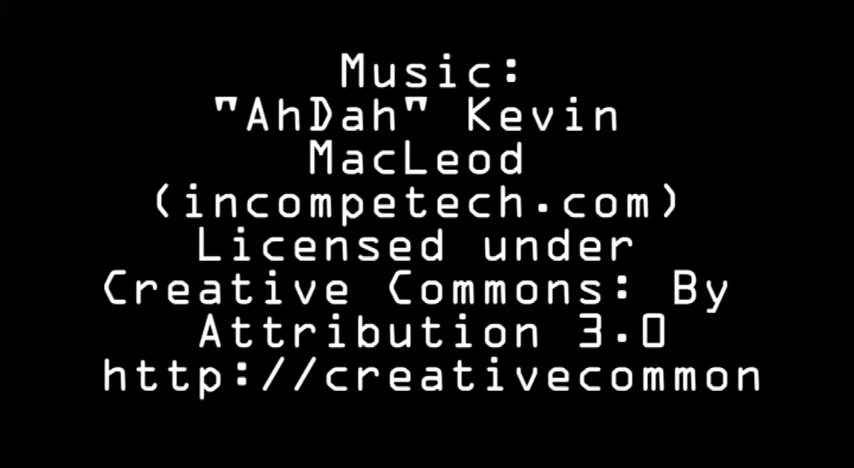 Music:
"AhDah" Kevin
MacLeod
(incompetech.com)
Licensed under
Creative Commons: By
Attribution 3.0
http://creativecommon